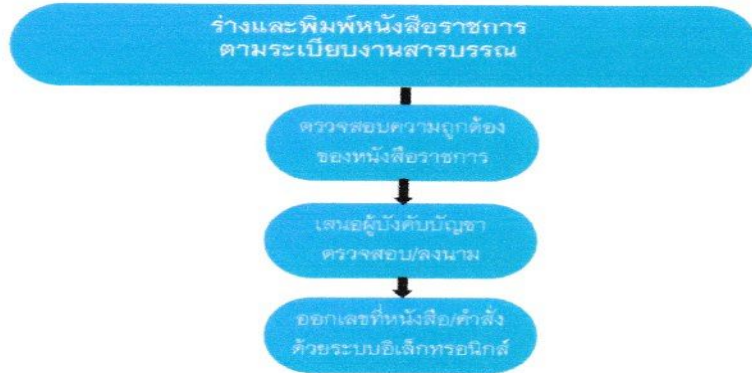 ร่างและพิมพ์หนังสือราชการ
ตามระเบียบงานสารบรรณ
ตรวจสอบความถูกต้อง
ของหนังสือราชการ
เสนอผู้บังคับบัญชา
ตรวจสอบ/ลงนาม
ออกเลขที่หนังสือ/คำสั่ง
ด้วยระบบอิเล็กทรอนิกส์